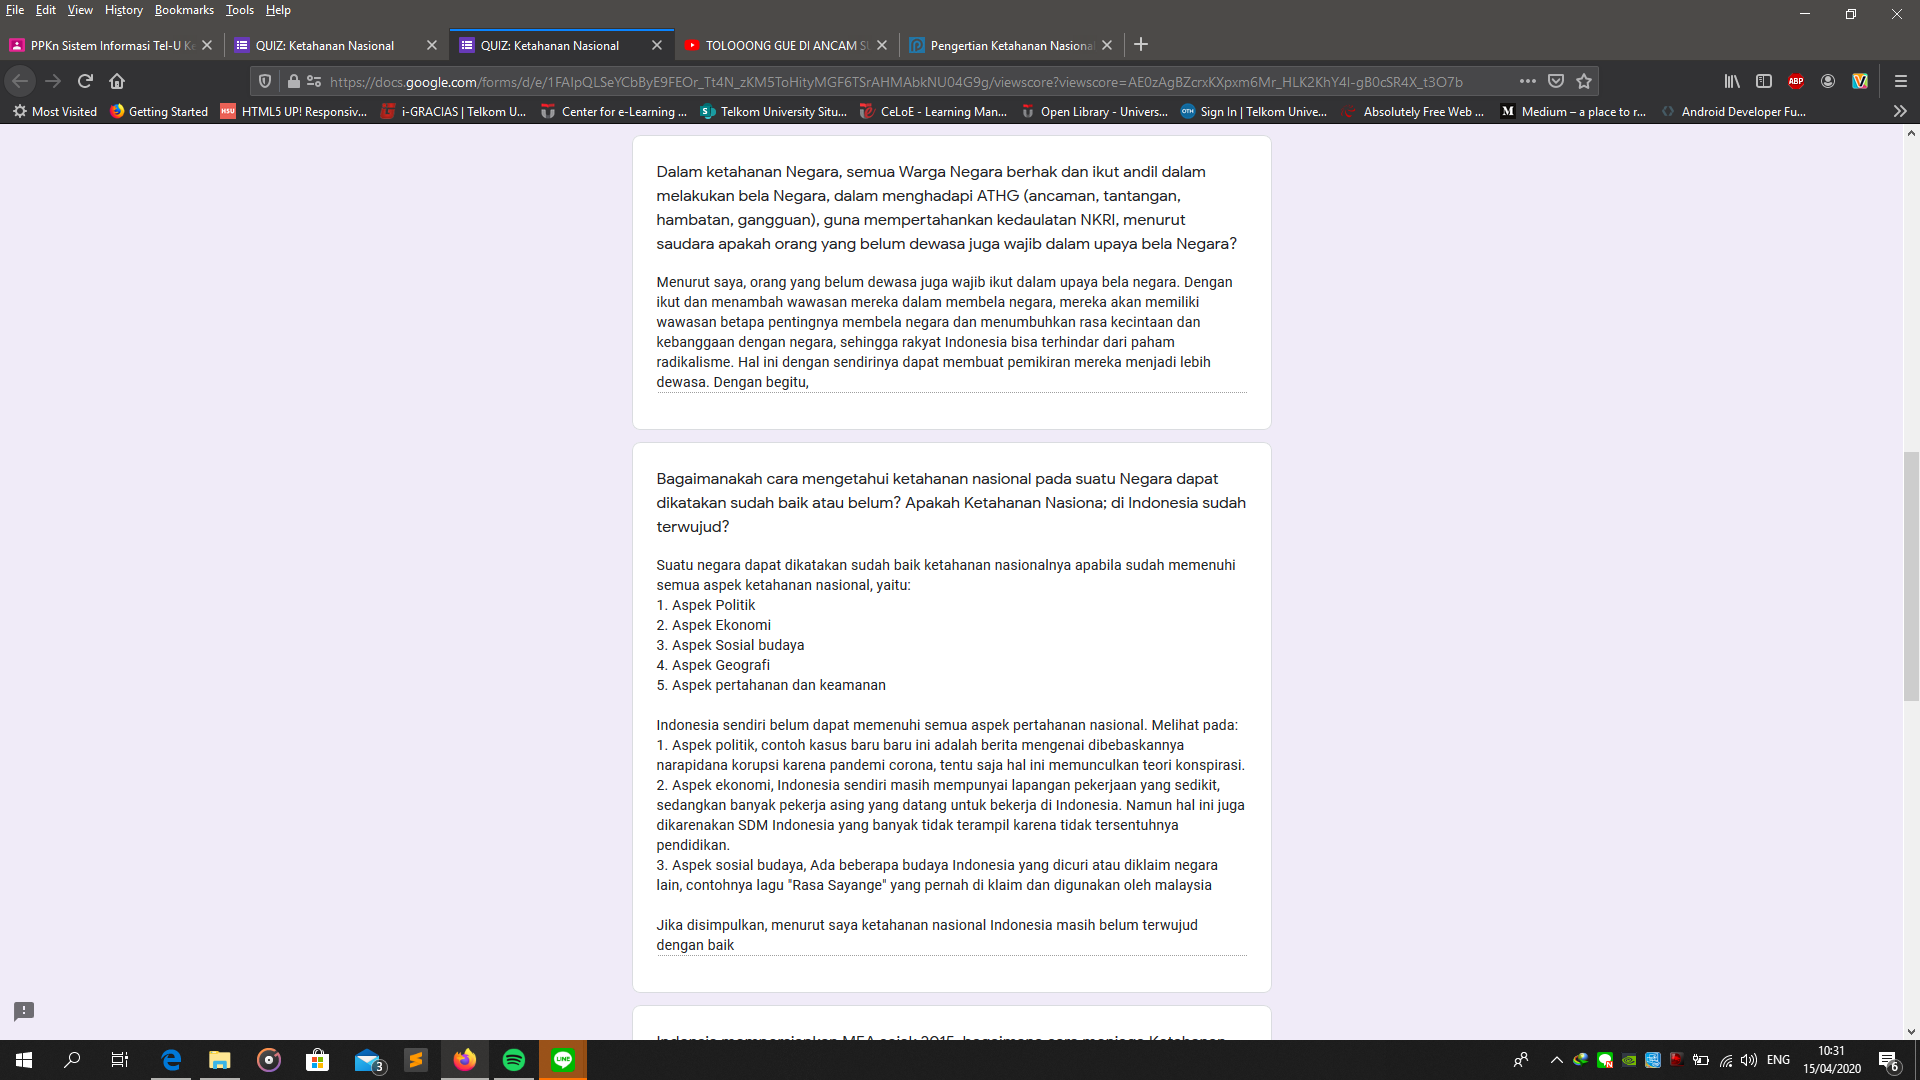 File Edit View History Bookmarks Tools Help
PPKn Sistem Informasi Tel-U Ke
QUIZ: Ketahanan Nasional
QUIZ: Ketahanan Nasional
TOLOOONG GUE DI ANCAM SU
Pengertian Ketahanan Nasional
https://docs.google.com/forms/d/e/1FAIpQLSeYCbByE9FEOr_Tt4N_zKM5ToHityMGF6TSrAHMAbkNU04G9g/viewscore?viewscore=AE0zAgBZcrxKXpxm6Mr_HLK2KhY4I-gB0cSR4X_t3O7b
ABP
Most Visited
Getting Started
HTML5 UP! Responsiv...
i-GRACIAS | Telkom U...
Center for e-Learning ...
Telkom University Situ...
CeLoE - Learning Man...
Open Library - Univers...
Sign In | Telkom Unive...
Absolutely Free Web ...
Medium – a place to r...
Android Developer Fu...
Dalam ketahanan Negara, semua Warga Negara berhak dan ikut andil dalam
melakukan bela Negara, dalam menghadapi ATHG (ancaman, tantangan,
hambatan, gangguan), guna mempertahankan kedaulatan NKRI, menurut
saudara apakah orang yang belum dewasa juga wajib dalam upaya bela Negara?
Menurut saya, orang yang belum dewasa juga wajib ikut dalam upaya bela negara. Dengan
ikut dan menambah wawasan mereka dalam membela negara, mereka akan memiliki
wawasan betapa pentingnya membela negara dan menumbuhkan rasa kecintaan dan
kebanggaan dengan negara, sehingga rakyat Indonesia bisa terhindar dari paham
radikalisme. Hal ini dengan sendirinya dapat membuat pemikiran mereka menjadi lebih
dewasa. Dengan begitu,
Bagaimanakah cara mengetahui ketahanan nasional pada suatu Negara dapat
dikatakan sudah baik atau belum? Apakah Ketahanan Nasiona; di Indonesia sudah
terwujud?
Suatu negara dapat dikatakan sudah baik ketahanan nasionalnya apabila sudah memenuhi
semua aspek ketahanan nasional, yaitu:
1. Aspek Politik
2. Aspek Ekonomi
3. Aspek Sosial budaya
4. Aspek Geografi
5. Aspek pertahanan dan keamanan
Indonesia sendiri belum dapat memenuhi semua aspek pertahanan nasional. Melihat pada:
1. Aspek politik, contoh kasus baru baru ini adalah berita mengenai dibebaskannya
narapidana korupsi karena pandemi corona, tentu saja hal ini memunculkan teori konspirasi.
2. Aspek ekonomi, Indonesia sendiri masih mempunyai lapangan pekerjaan yang sedikit,
sedangkan banyak pekerja asing yang datang untuk bekerja di Indonesia. Namun hal ini juga
dikarenakan SDM Indonesia yang banyak tidak terampil karena tidak tersentuhnya
pendidikan.
3. Aspek sosial budaya, Ada beberapa budaya Indonesia yang dicuri atau diklaim negara
lain, contohnya lagu "Rasa Sayange" yang pernah di klaim dan digunakan oleh malaysia
Jika disimpulkan, menurut saya ketahanan nasional Indonesia masih belum terwujud
dengan baik
Indonesia mempersiapkan MEA sejak 2015, bagaimana cara menjaga Ketahanan
3
LINE
ENG
10:31
15/04/2020
6